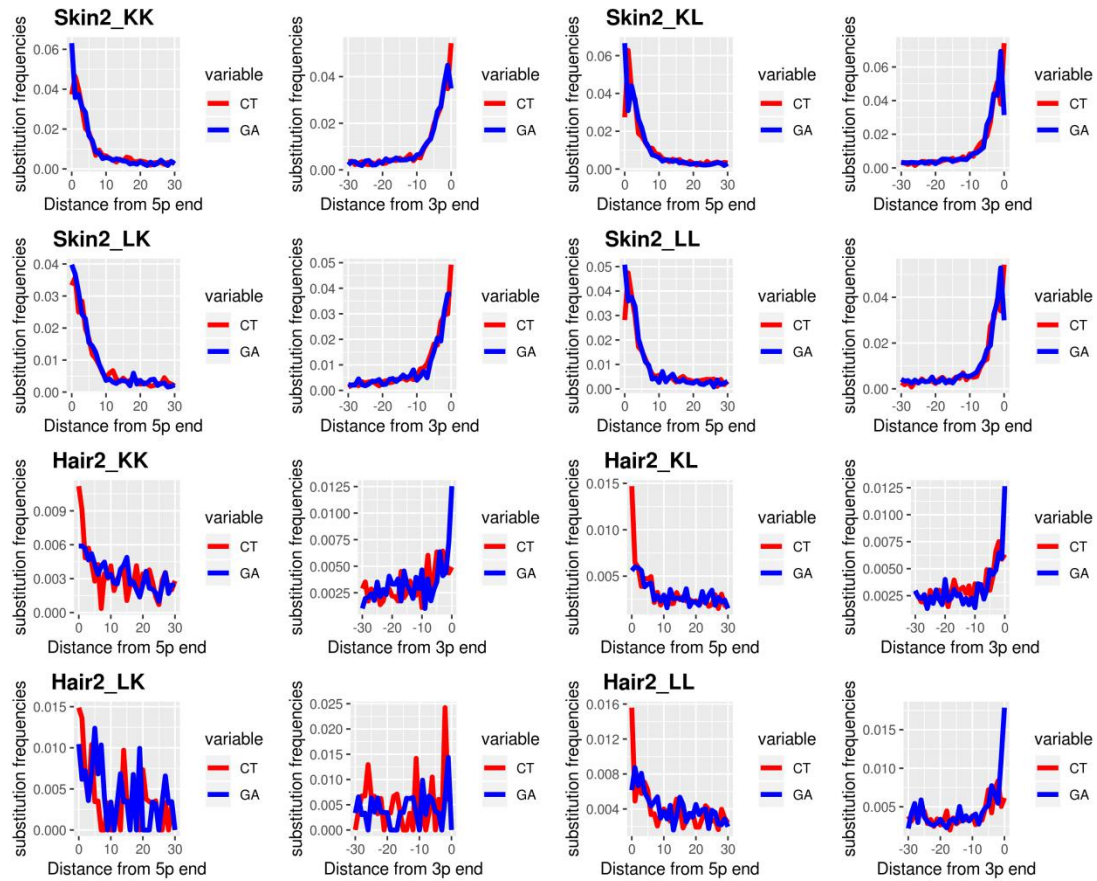 Skin2_KK
substitution frequencies
0.06
0.04
0.02
0.00
0 10 20 30
Distance from 5p end
variable
CT
GA
substitution frequencies
0.04
0.02
0.00
-30 -20 -10 0
Distance from 3p end
variable
CT
GA
Skin2_KL
substitution frequencies
0.06
0.04
0.02
0.00
0 10 20 30
Distance from 5p end
variable
CT
GA
substitution frequencies
0.06
0.04
0.02
0.00
-30 -20 -10 0
Distance from 3p end
variable
CT
GA
Skin2_LK
substitution frequencies
0.04
0.03
0.02
0.01
0.00
0 10 20 30
Distance from 5p end
variable
CT
GA
substitution frequencies
0.05
0.04
0.03
0.02
0.01
0.00
-30 -20 -10 0
Distance from 3p end
variable
CT
GA
Skin2_LL
substitution frequencies
0.05
0.04
0.03
0.02
0.01
0.00
0 10 20 30
Distance from 5p end
variable
CT
GA
substitution frequencies
0.04
0.02
0.00
-30 -20 -10 0
Distance from 3p end
variable
CT
GA
Hair2_KK
substitution frequencies
0.009
0.006
0.003
0.000
0 10 20 30
Distance from 5p end
variable
CT
GA
substitution frequencies
0.0125
0.0100
0.0075
0.0050
0.0025
-30 -20 -10 0
Distance from 3p end
variable
CT
GA
Hair2_KL
substitution frequencies
0.015
0.010
0.005
0 10 20 30
Distance from 5p end
variable
CT
GA
substitution frequencies
0.0125
0.0100
0.0075
0.0050
0.0025
-30 -20 -10 0
Distance from 3p end
variable
CT
GA
Hair2_LK
substitution frequencies
0.015
0.010
0.005
0.000
0 10 20 30
Distance from 5p end
variable
CT
GA
substitution frequencies
0.025
0.020
0.015
0.010
0.005
0.000
-30 -20 -10 0
Distance from 3p end
variable
CT
GA
Hair2_LL
substitution frequencies
0.016
0.012
0.008
0.004
0 10 20 30
Distance from 5p end
variable
CT
GA
substitution frequencies
0.015
0.010
0.005
-30 -20 -10 0
Distance from 3p end
variable
CT
GA